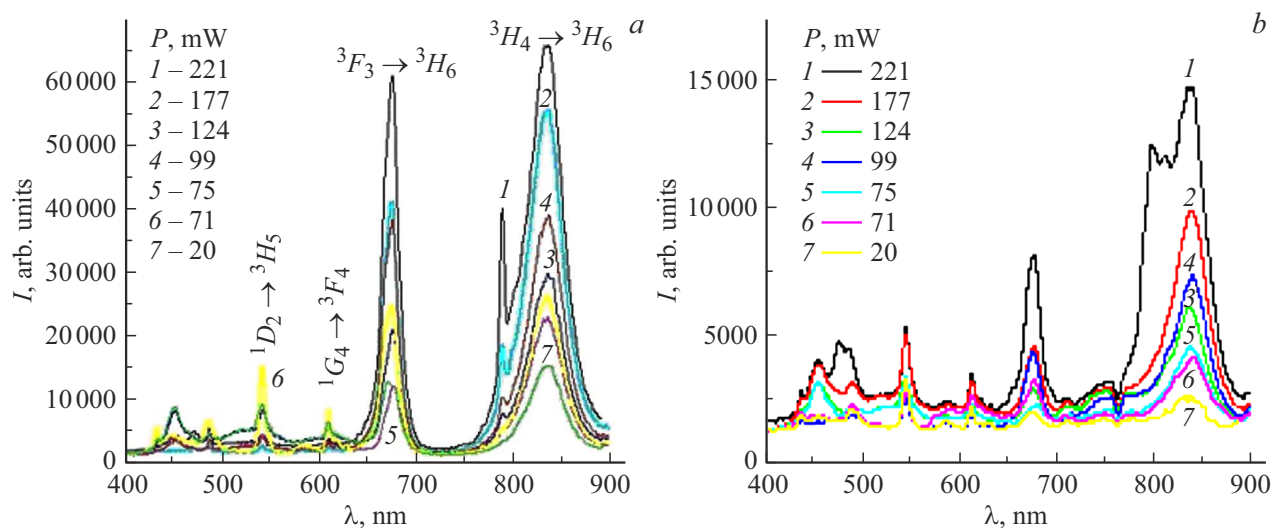 a
P, mW
1 – 221
2 – 177
3 – 124
4 – 99
5 – 75
6 – 71
7 – 20
³F₃ → ³H₆
³H₄ → ³H₆
¹D₂ → ³H₅
¹G₄ → ³F₄
1
2
4
3
7
6
5
I, arb. units
60 000
50 000
40 000
30 000
20 000
10 000
0
400 500 600 700 800 900
λ, nm
b
P, mW
1 221
2 177
3 124
4 99
5 75
6 71
7 20
1
2
4
3
5
6
7
I, arb. units
15000
10000
5000
0
400 500 600 700 800 900
λ, nm